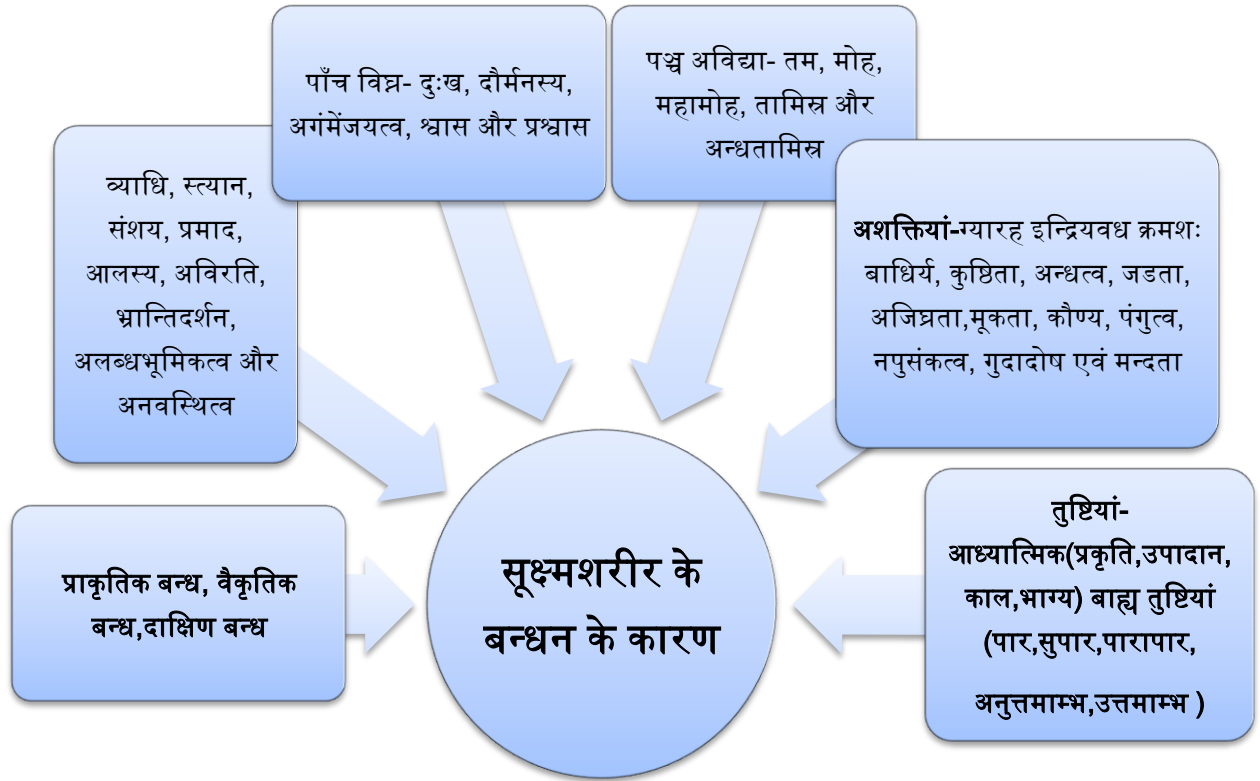 पाँच विघ्न- दुःख, दौर्मनस्य,
अगंमेंजयत्व, श्वास और प्रश्वास
पञ्च अविद्या- तम, मोह,
महामोह, तामिस्र और
अन्धतामिस्र
व्याधि, स्त्यान,
संशय, प्रमाद,
आलस्य, अविरति,
भ्रान्तिदर्शन,
अलब्धभूमिकत्व और
अनवस्थित्व
अशक्तियां-ग्यारह इन्द्रियवध क्रमशः
बाधिर्य, कुष्ठिता, अन्धत्व, जडता,
अजिघ्रता,मूकता, कौण्य, पंगुत्व,
नपुसंकत्व, गुदादोष एवं मन्दता
प्राकृतिक बन्ध, वैकृतिक
बन्ध,दाक्षिण बन्ध
सूक्ष्मशरीर के
बन्धन के कारण
तुष्टियां-
आध्यात्मिक(प्रकृति,उपादान,
काल,भाग्य) बाह्य तुष्टियां
(पार,सुपार,पारापार,
अनुत्तमाम्भ,उत्तमाम्भ )